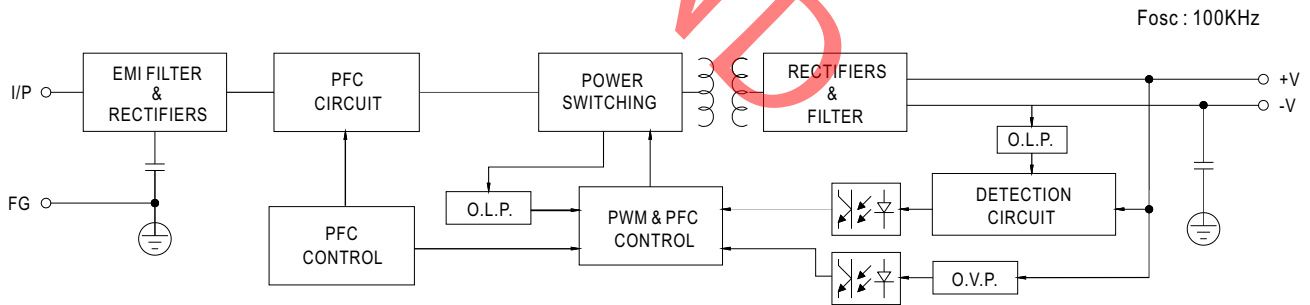 Fosc : 100KHz
I/P
EMI FILTER
&
RECTIFIERS
PFC
CIRCUIT
POWER
SWITCHING
RECTIFIERS
&
FILTER
+V
-V
O.L.P.
FG
O.L.P.
PFC
CONTROL
PWM & PFC
CONTROL
DETECTION
CIRCUIT
O.V.P.